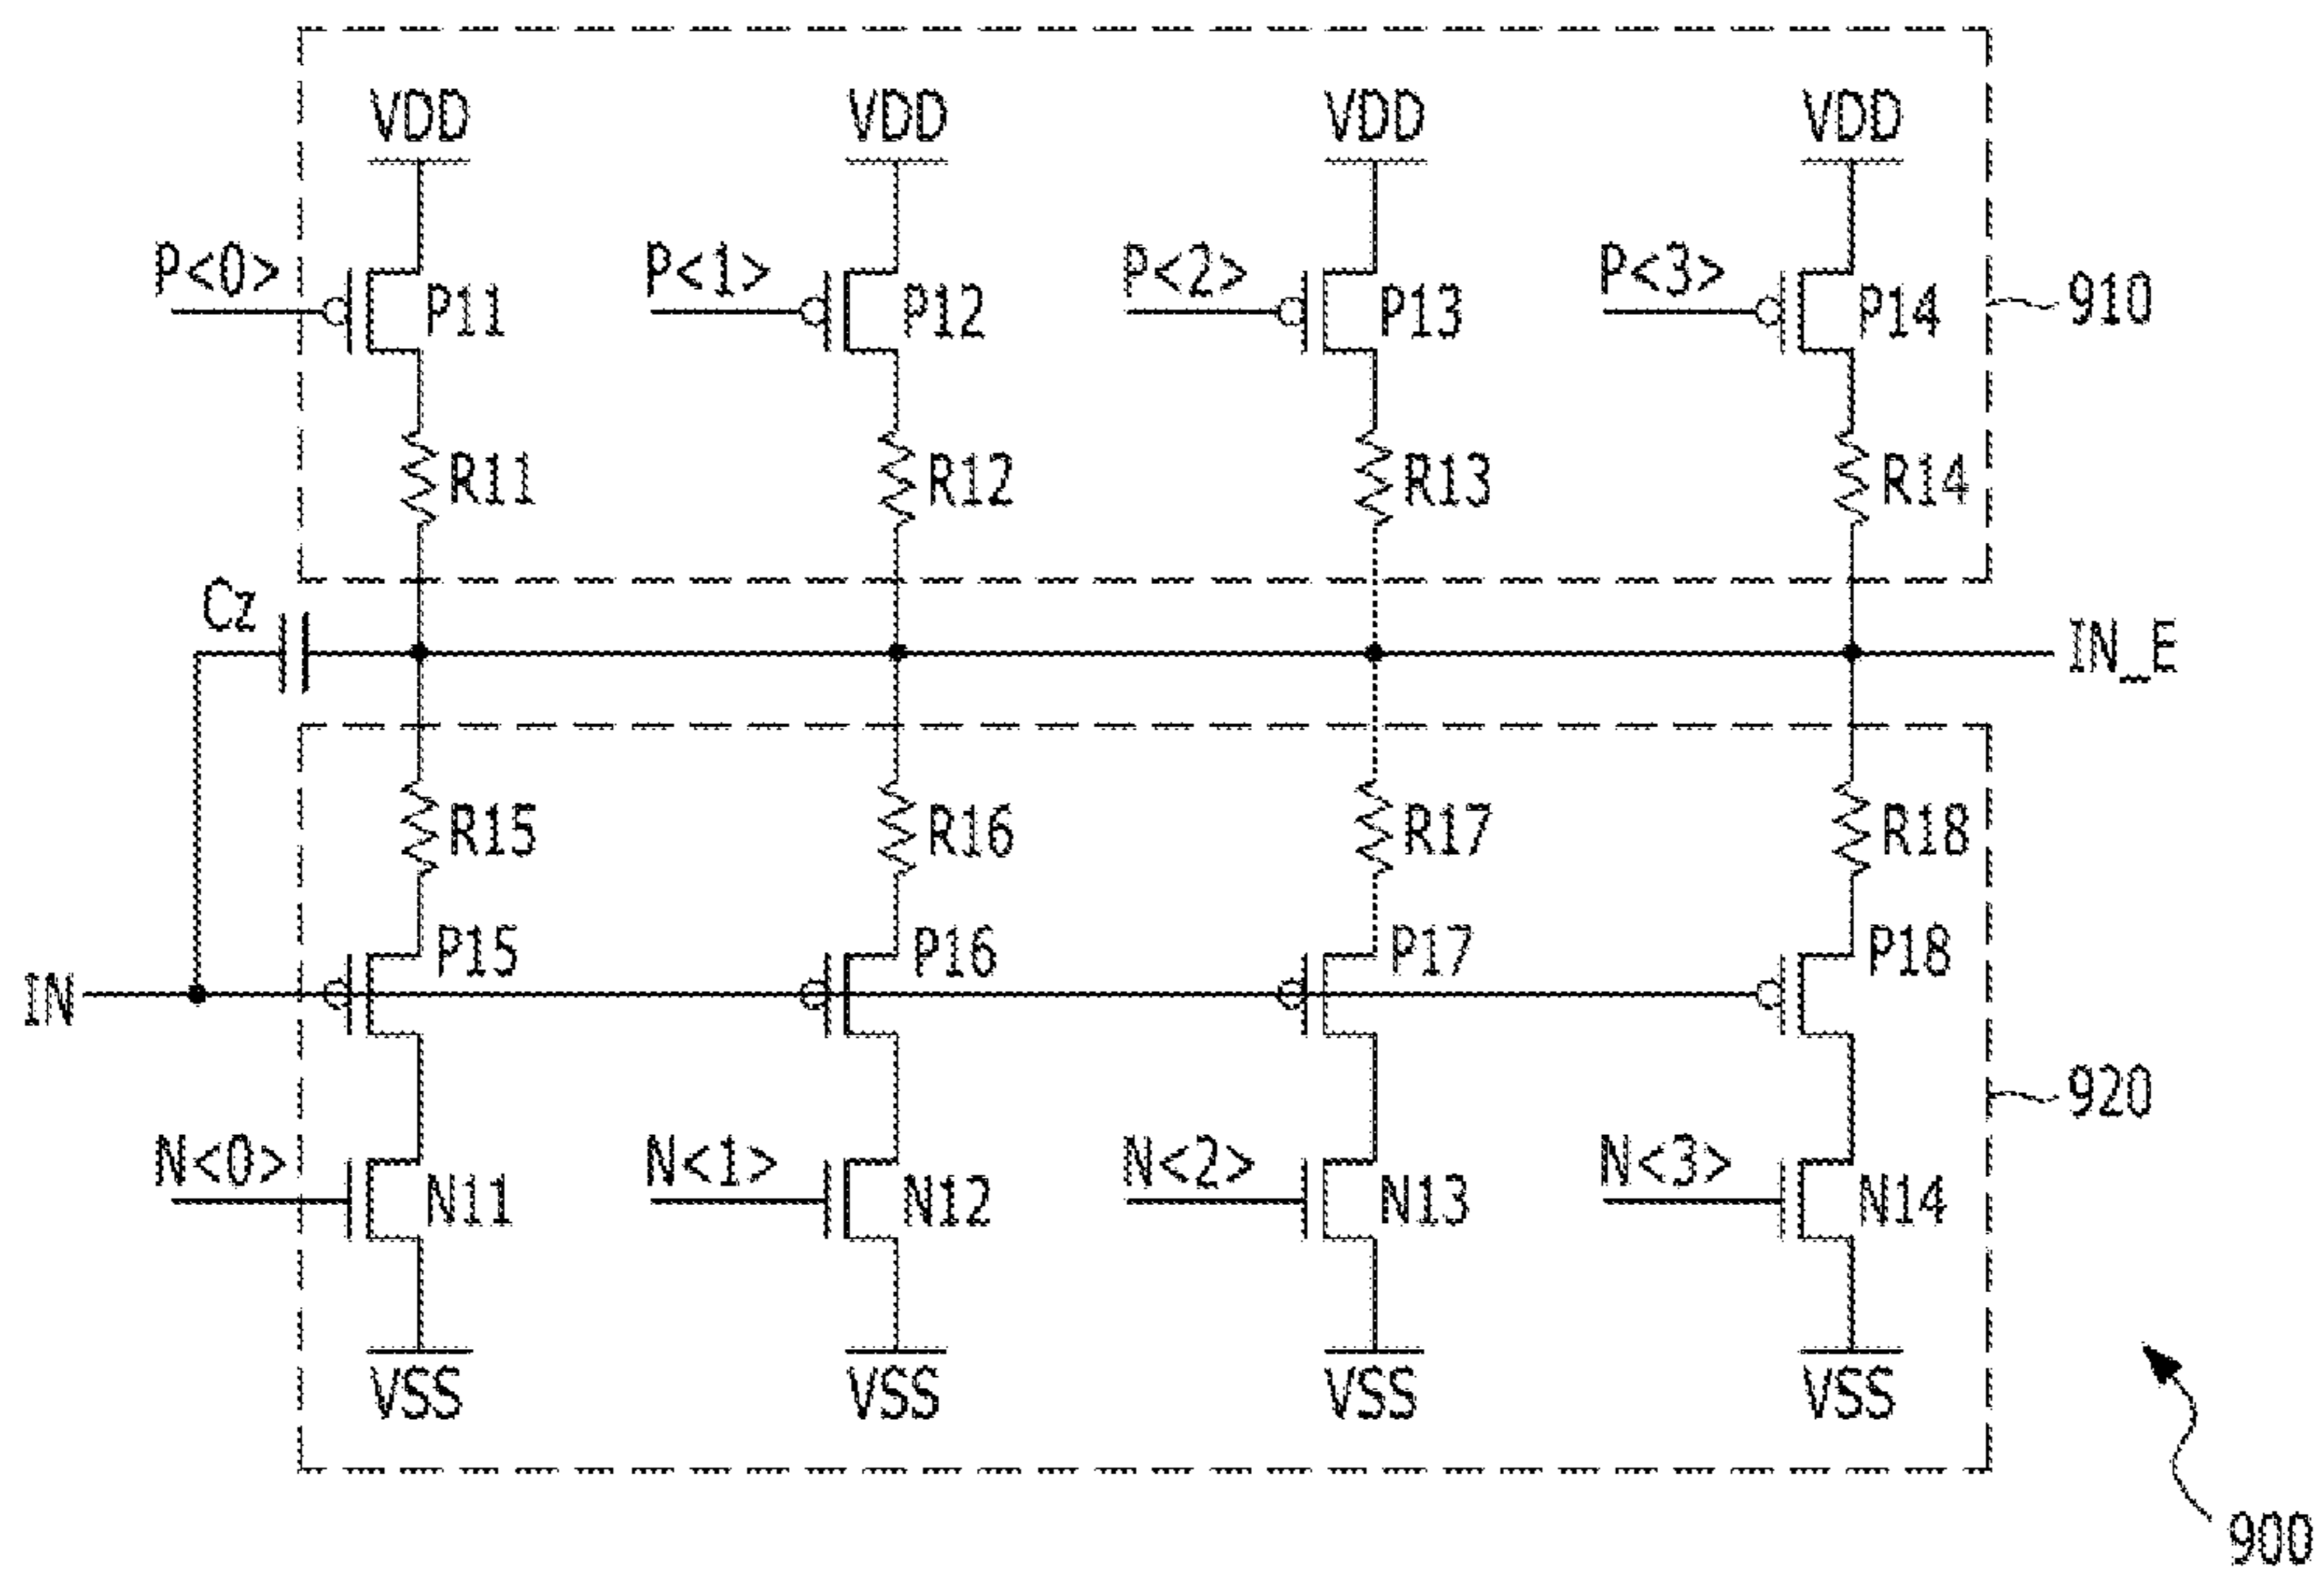 VDD VDD VDD VDD
P<0> P<1> P<2> P<3>
P11 P12 P13 P14
910
R11 R12 R13 R14
Cz
IN_E
R15 R16 R17 R18
P15 P16 P17 P18
IN
920
N<0> N<1> N<2> N<3>
N11 N12 N13 N14
VSS VSS VSS VSS
900